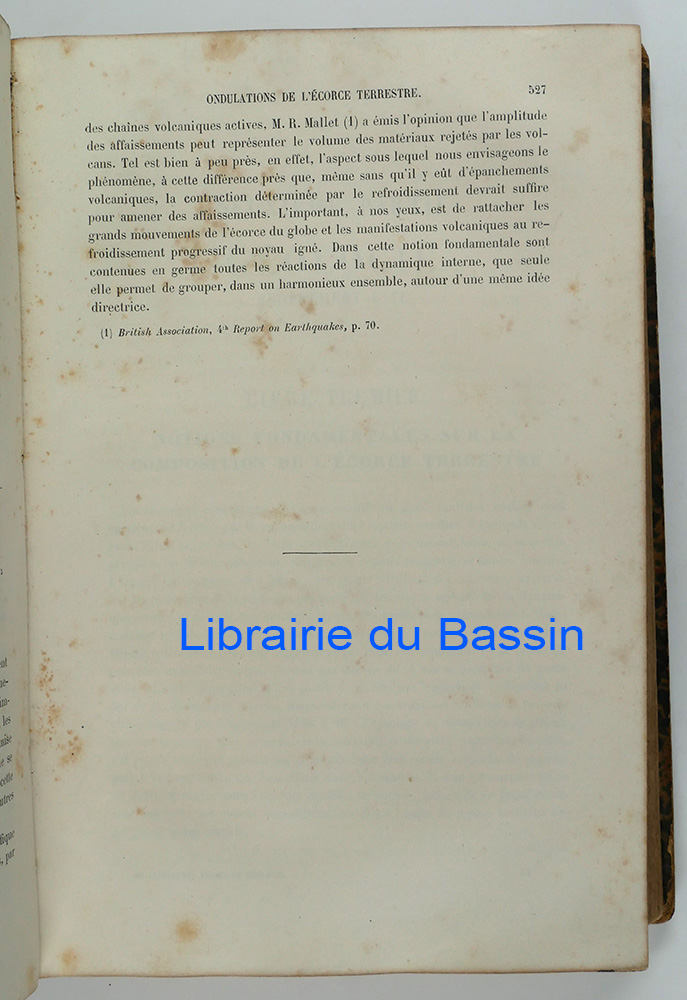 ONDULATIONS DE L'ÉCORCE TERRESTRE. 527
des chaînes volcaniques actives, M. R. Mallet (1) a émis l'opinion que l'amplitude
des affaissements peut représenter le volume des matériaux rejetés par les vol-
cans. Tel est bien à peu près, en effet, l'aspect sous lequel nous envisageons le
phénomène, à cette différence près que, même sans qu'il y eût d'épanchements
volcaniques, la contraction déterminée par le refroidissement devrait suffire
pour amener des affaissements. L'important, à nos yeux, est de rattacher les
grands mouvements de l'écorce du globe et les manifestations volcaniques au re-
froidissement progressif du noyau igné. Dans cette notion fondamentale sont
contenues en germe toutes les réactions de la dynamique interne, que seule
elle permet de grouper, dans un harmonieux ensemble, autour d'une même idée
directrice.
(1) British Association, 4th Report on Earthquakes, p. 70.
Librairie du Bassin
les